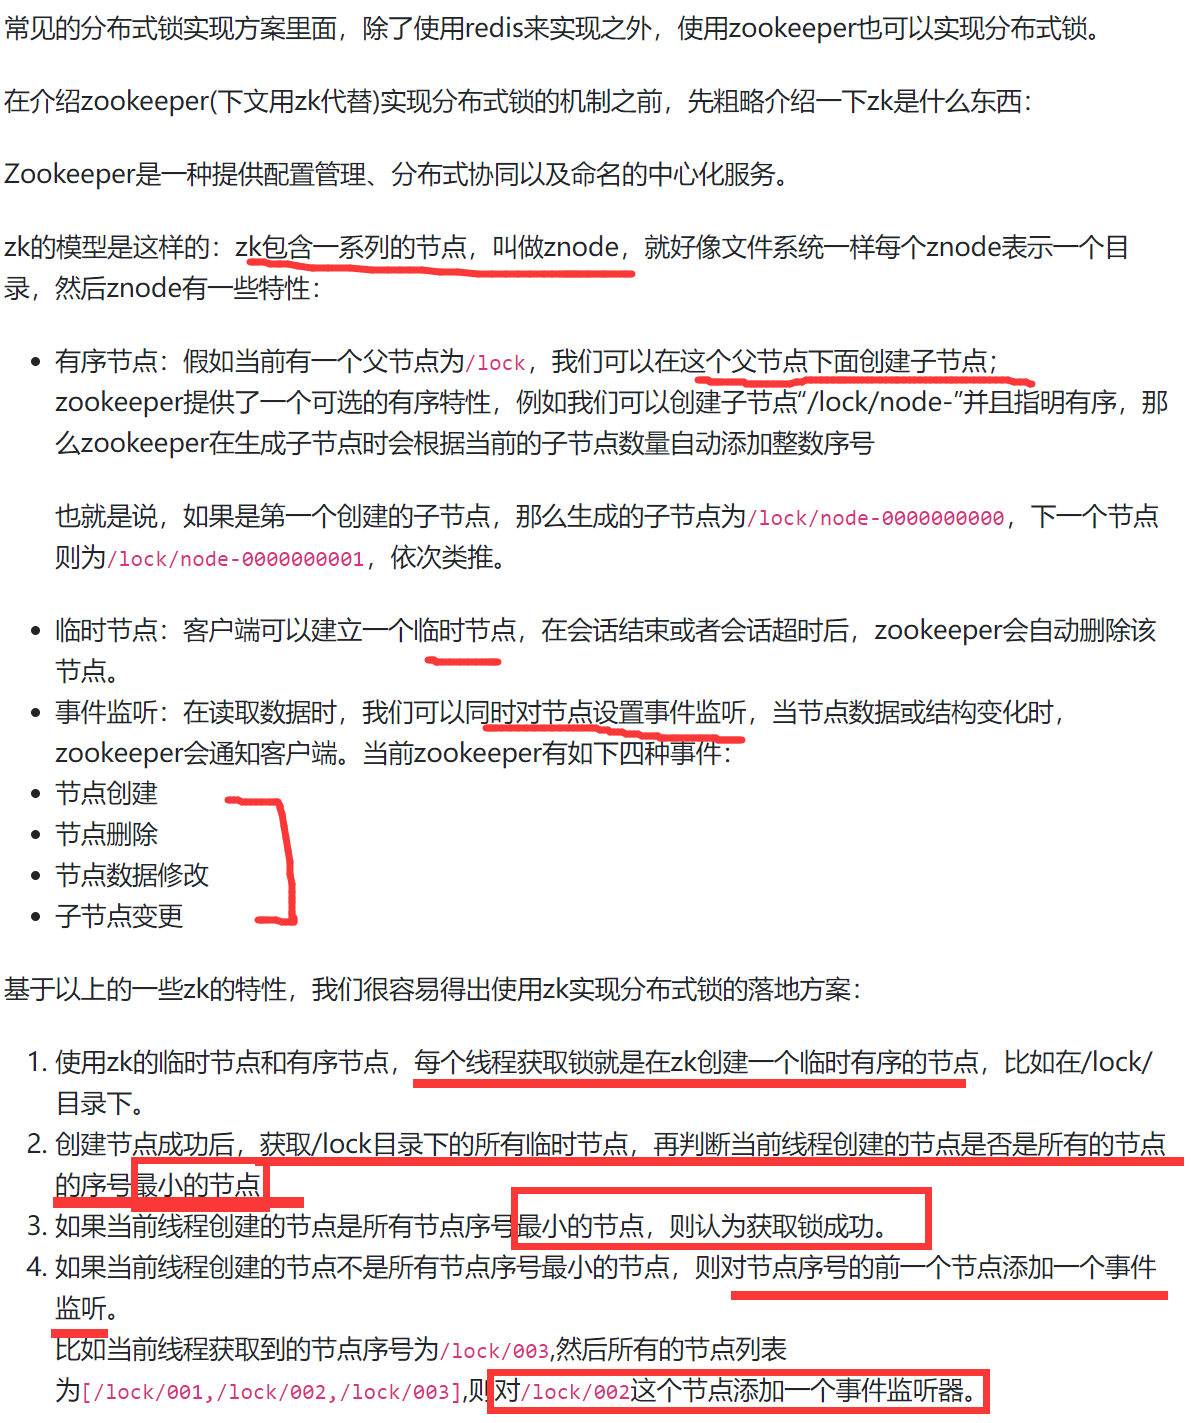 常见的分布式锁实现方案里面，除了使用redis来实现之外，使用zookeeper也可以实现分布式锁。
在介绍zookeeper(下文用zk代替)实现分布式锁的机制之前，先粗略介绍一下zk是什么东西：
Zookeeper是一种提供配置管理、分布式协同以及命名的中心化服务。
zk的模型是这样的：zk包含一系列的节点，叫做znode，就好像文件系统一样每个znode表示一个目
录，然后znode有一些特性：
• 有序节点：假如当前有一个父节点为/lock，我们可以在这个父节点下面创建子节点；
zookeeper提供了一个可选的有序特性，例如我们可以创建子节点“/lock/node-”并且指明有序，那
么zookeeper在生成子节点时会根据当前的子节点数量自动添加整数序号
也就是说，如果是第一个创建的子节点，那么生成的子节点为/lock/node-0000000000，下一个节点
则为/lock/node-0000000001，依次类推。
• 临时节点：客户端可以建立一个临时节点，在会话结束或者会话超时后，zookeeper会自动删除该
节点。
• 事件监听：在读取数据时，我们可以同时对节点设置事件监听，当节点数据或结构变化时，
zookeeper会通知客户端。当前zookeeper有如下四种事件：
• 节点创建
• 节点删除
• 节点数据修改
• 子节点变更
基于以上的一些zk的特性，我们很容易得出使用zk实现分布式锁的落地方案：
1. 使用zk的临时节点和有序节点，每个线程获取锁就是在zk创建一个临时有序的节点，比如在/lock/
目录下。
2. 创建节点成功后，获取/lock目录下的所有临时节点，再判断当前线程创建的节点是否是所有的节点
的序号最小的节点
3. 如果当前线程创建的节点是所有节点序号最小的节点，则认为获取锁成功。
4. 如果当前线程创建的节点不是所有节点序号最小的节点，则对节点序号的前一个节点添加一个事件
监听。
比如当前线程获取到的节点序号为/lock/003,然后所有的节点列表
为[/lock/001,/lock/002,/lock/003],则对/lock/002这个节点添加一个事件监听器。